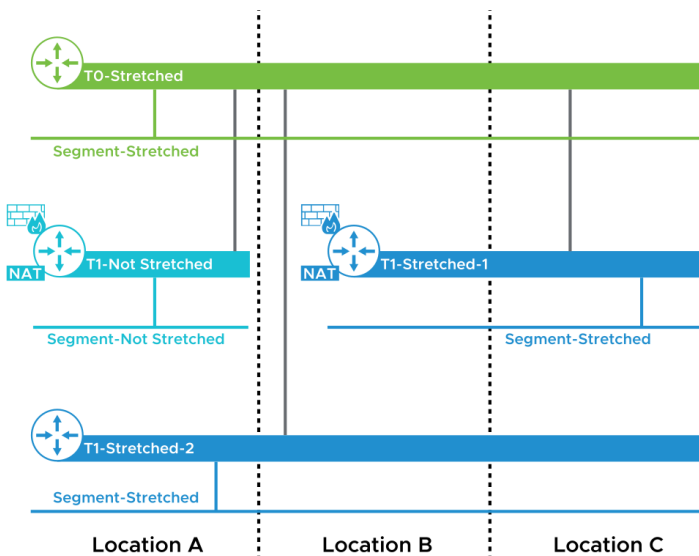 T0-Stretched
Segment-Stretched
NAT
T1-Not Stretched
NAT
T1-Stretched-1
Segment-Not Stretched
Segment-Stretched
T1-Stretched-2
Segment-Stretched
Location A
Location B
Location C